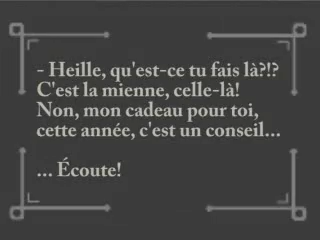 - Heille, qu'est-ce tu fais là?!?
C'est la mienne, celle-là!
Non, mon cadeau pour toi,
cette année, c'est un conseil...
... Écoute!